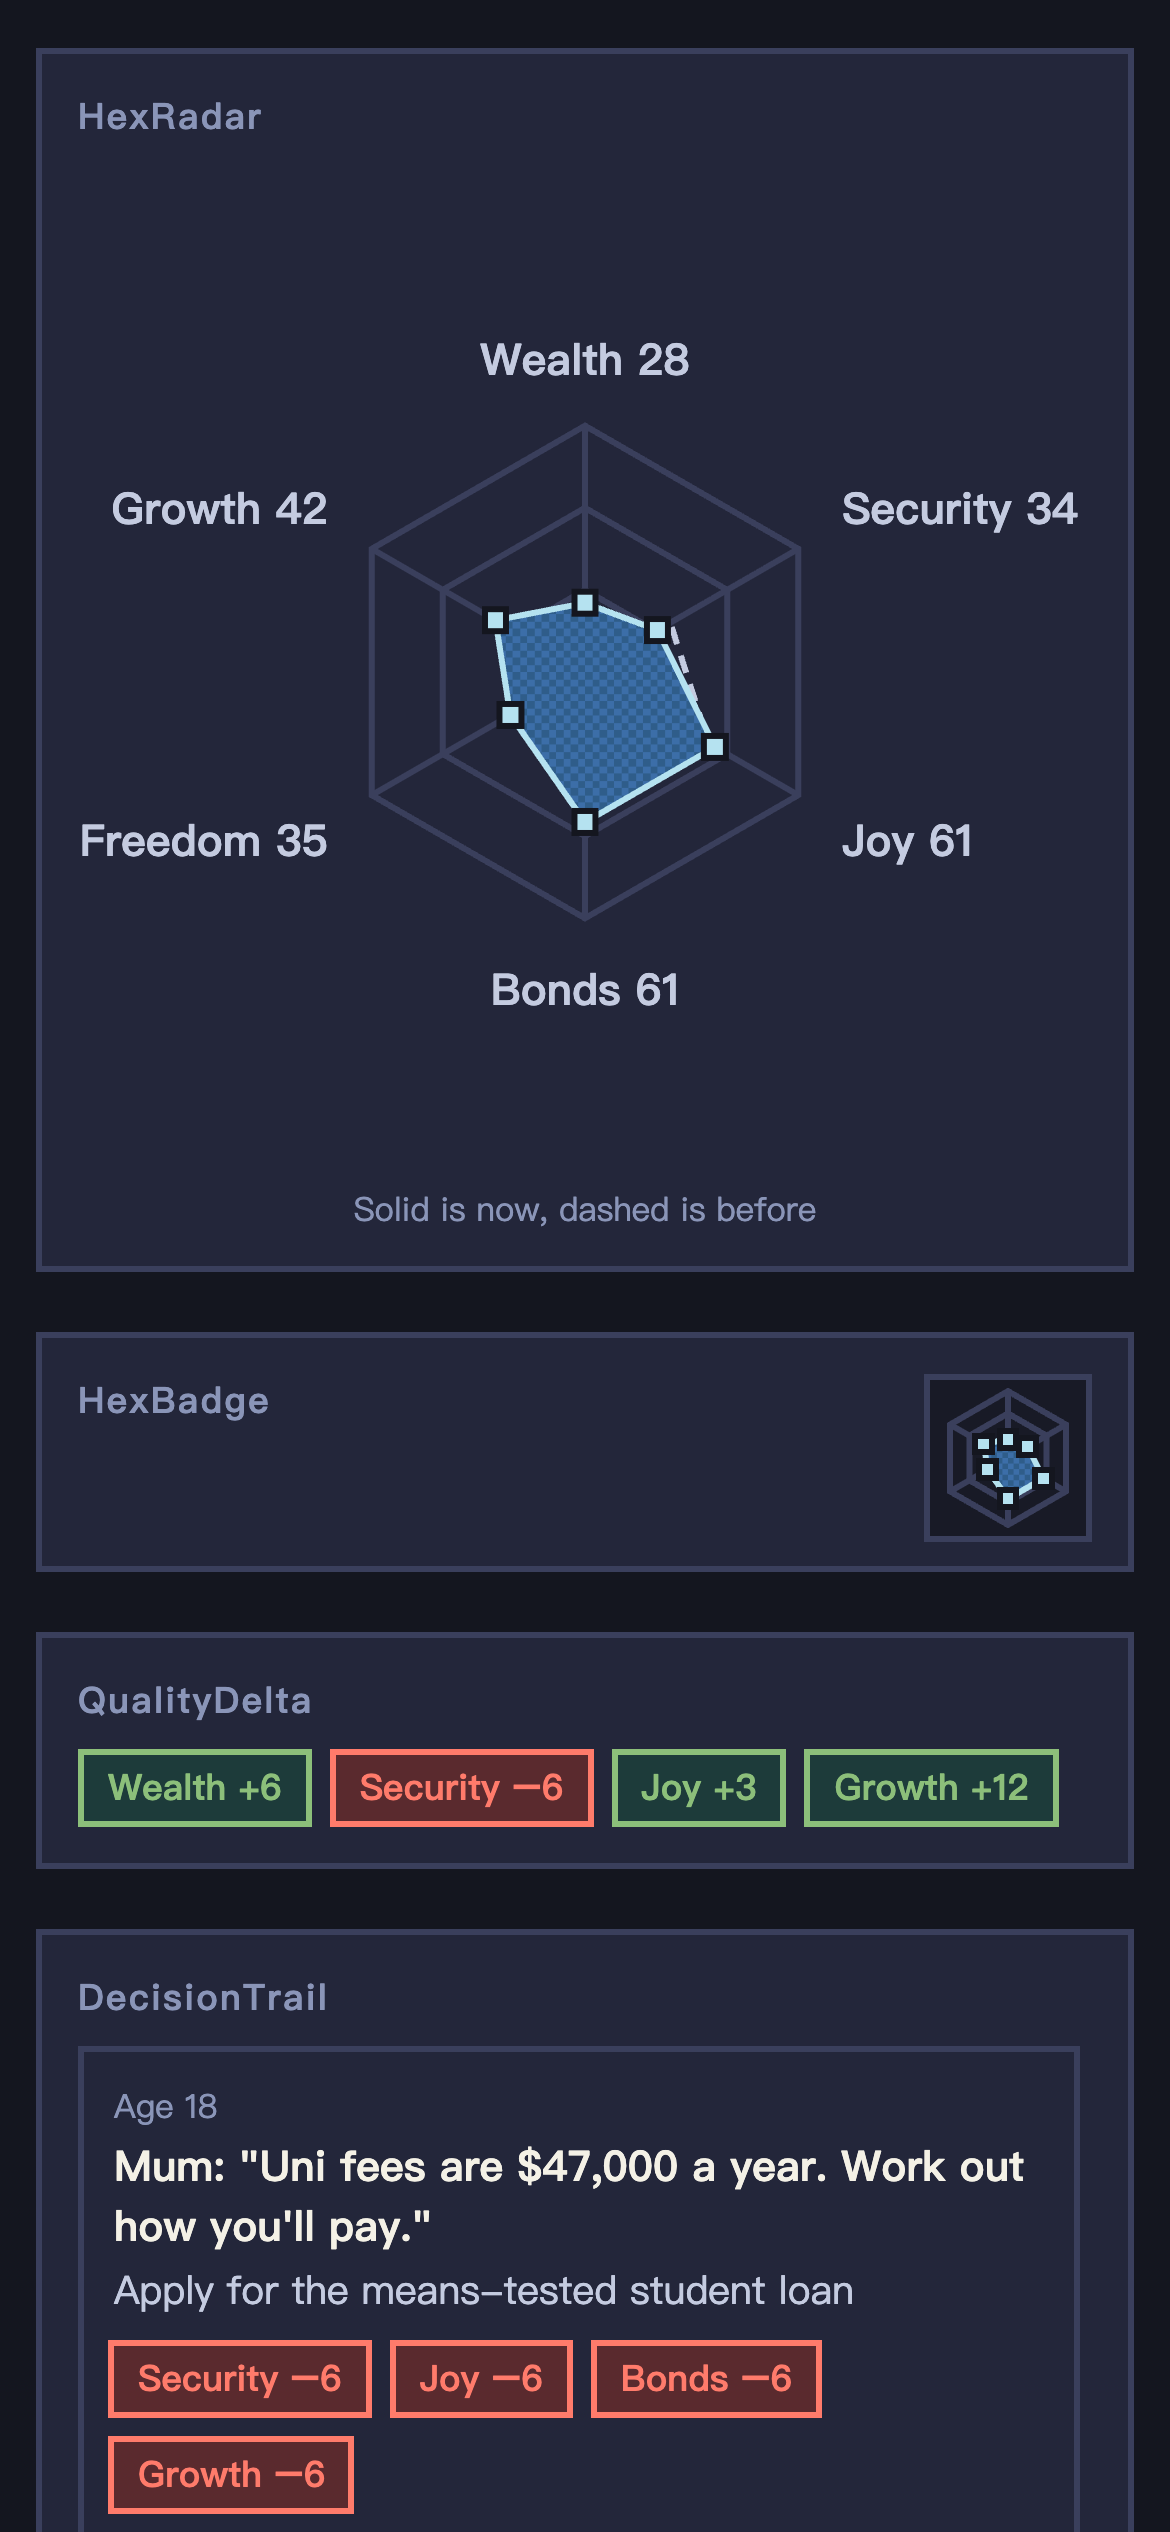 HexRadar
Wealth 28
Growth 42
Security 34
Freedom 35
Joy 61
Bonds 61
Solid is now, dashed is before
HexBadge
QualityDelta
Wealth +6
Security −6
Joy +3
Growth +12
DecisionTrail
Age 18
Mum: "Uni fees are $47,000 a year. Work out
how you'll pay."
Apply for the means-tested student loan
Security −6
Joy −6
Bonds −6
Growth −6